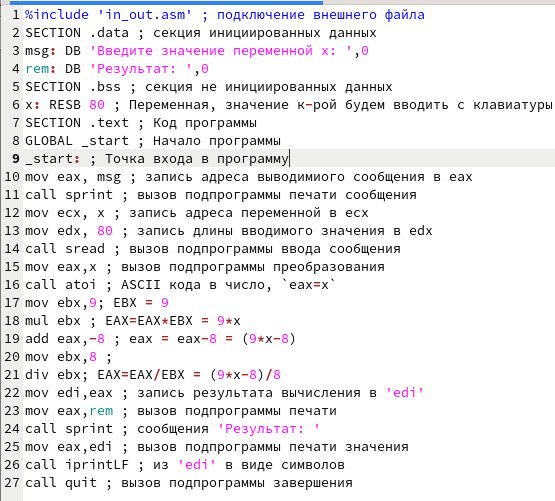 1 %include 'in_out.asm' ; подключение внешнего файла
2 SECTION .data ; секция инициированных данных
3 msg: DB 'Введите значение переменной x: ',0
4 rem: DB 'Результат: ',0
5 SECTION .bss ; секция не инициированных данных
6 x: RESB 80 ; Переменная, значение к-рой будем вводить с клавиатуры
7 SECTION .text ; Код программы
8 GLOBAL _start ; Начало программы
9 _start: ; Точка входа в программу
10 mov eax, msg ; запись адреса выводимиого сообщения в eax
11 call sprint ; вызов подпрограммы печати сообщения
12 mov ecx, x ; запись адреса переменной в ecx
13 mov edx, 80 ; запись длины вводимого значения в edx
14 call sread ; вызов подпрограммы ввода сообщения
15 mov eax,x ; вызов подпрограммы преобразования
16 call atoi ; ASCII кода в число, `eax=x`
17 mov ebx,9; EBX = 9
18 mul ebx ; EAX=EAX*EBX = 9*x
19 add eax,-8 ; eax = eax-8 = (9*x-8)
20 mov ebx,8 ;
21 div ebx; EAX=EAX/EBX = (9*x-8)/8
22 mov edi,eax ; запись результата вычисления в 'edi'
23 mov eax,rem ; вызов подпрограммы печати
24 call sprint ; сообщения 'Результат: '
25 mov eax,edi ; вызов подпрограммы печати значения
26 call iprintLF ; из 'edi' в виде символов
27 call quit ; вызов подпрограммы завершения